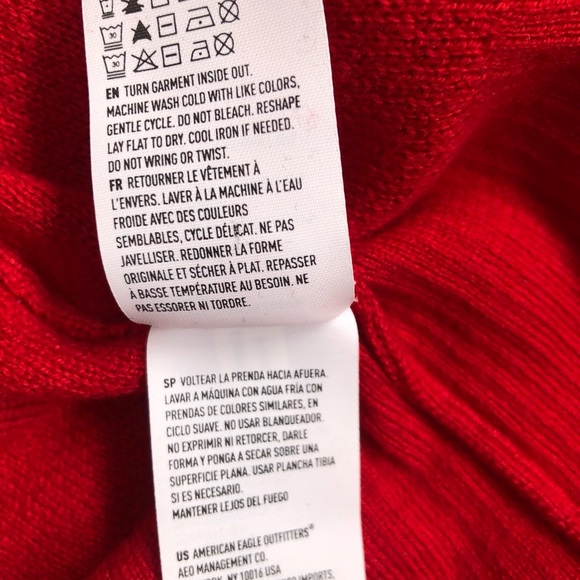 30
30
EN TURN GARMENT INSIDE OUT.
MACHINE WASH COLD WITH LIKE COLORS,
GENTLE CYCLE. DO NOT BLEACH. RESHAPE
LAY FLAT TO DRY. COOL IRON IF NEEDED.
DO NOT WRING OR TWIST.
FR RETOURNER LE VÊTEMENT À
L'ENVERS. LAVER À LA MACHINE À L'EAU
FROIDE AVEC DES COULEURS
SEMBLABLES, CYCLE DÉLICAT. NE PAS
JAVELLISER. REDONNER LA FORME
ORIGINALE ET SÉCHER À PLAT. REPASSER
À BASSE TEMPÉRATURE AU BESOIN. NE
PAS ESSORER NI TORDRE.
SP VOLTEAR LA PRENDA HACIA AFUERA.
LAVAR A MÁQUINA CON AGUA FRÍA CON
PRENDAS DE COLORES SIMILARES, EN
CICLO SUAVE. NO USAR BLANQUEADOR.
NO EXPRIMIR NI RETORCER, DARLE
FORMA Y PONGA A SECAR SOBRE UNA
SUPERFICIE PLANA. USAR PLANCHA TIBIA
SI ES NECESARIO.
MANTENER LEJOS DEL FUEGO
US AMERICAN EAGLE OUTFITTERS®
AEO MANAGEMENT CO.
NY 10016 USA
IMPORTS,